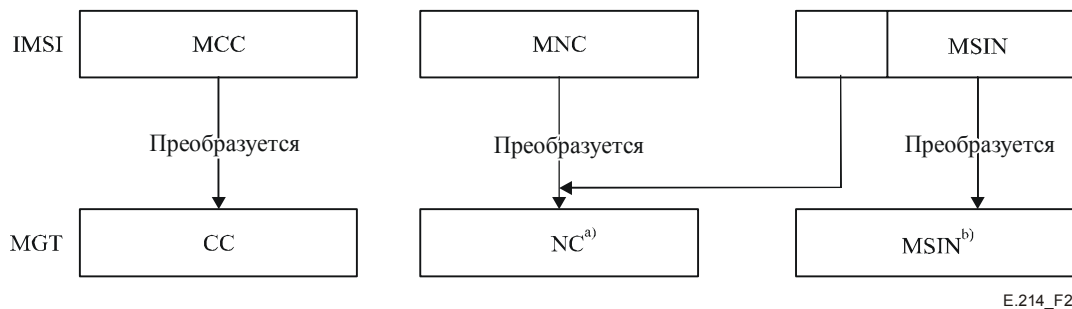 IMSI MCC MNC MSIN
Преобразуется Преобразуется Преобразуется
MGT CC NC a) MSIN b)
E.214_F2